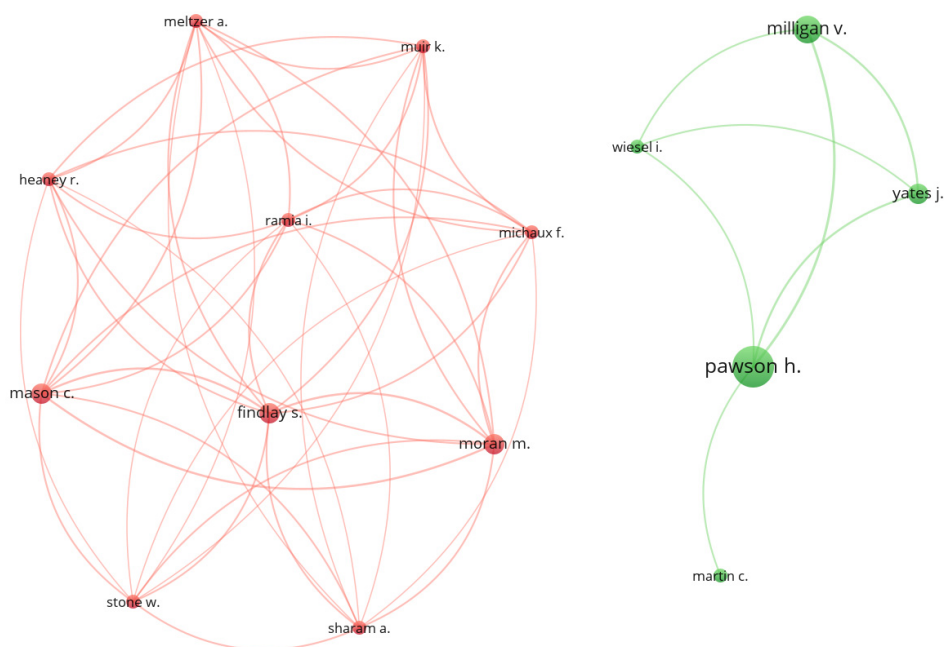 meltzer a.
muir k.
heaney r.
ramia i.
michaux f.
mason c.
findlay s.
moran m.
stone w.
sharam a.
milligan v.
wiesel i.
yates j.
pawson h.
martin c.